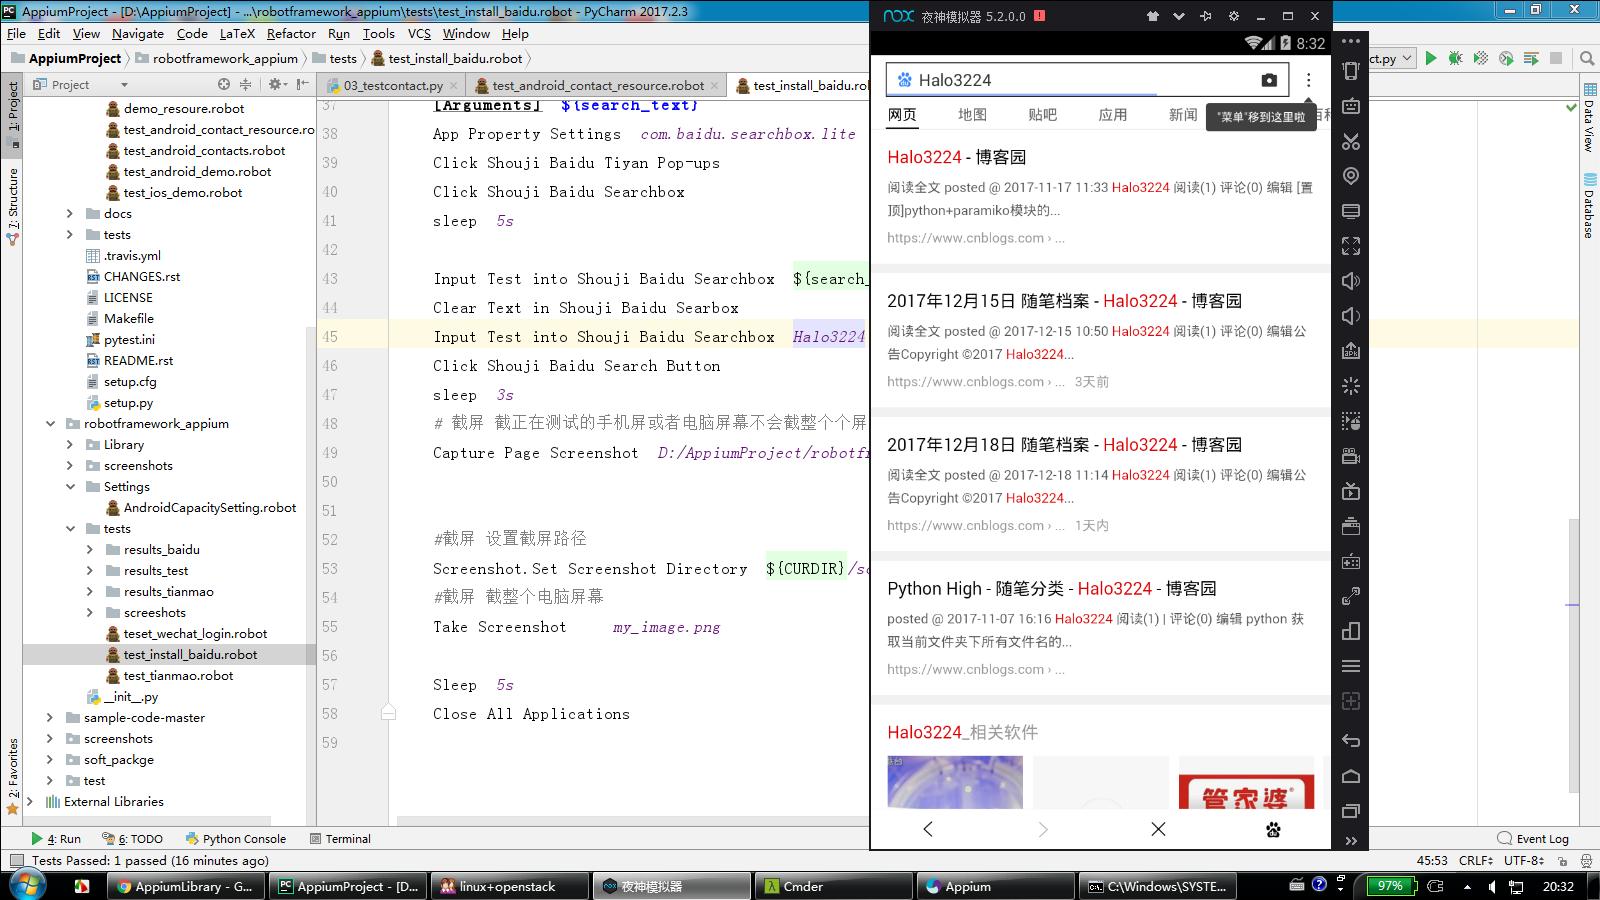 AppiumProject - [D:\AppiumProject] - ...\robotframework_appium\tests\test_install_baidu.robot - PyCharm 2017.2.3
File Edit View Navigate Code LaTeX Refactor Run Tools VCS Window Help
AppiumProject robotframework_appium tests test_install_baidu.robot
Project
03_testcontact.py
test_android_contact_resource.robot
test_install_baidu.ro
1: Project
7: Structure
2: Favorites
demo_resoure.robot
test_android_contact_resource.ro
test_android_contacts.robot
test_android_demo.robot
test_ios_demo.robot
docs
tests
.travis.yml
CHANGES.rst
LICENSE
Makefile
pytest.ini
README.rst
setup.cfg
setup.py
robotframework_appium
Library
screenshots
Settings
AndroidCapacitySetting.robot
tests
results_baidu
results_test
results_tianmao
screeshots
teset_wechat_login.robot
test_install_baidu.robot
test_tianmao.robot
__init__.py
sample-code-master
screenshots
soft_packge
test
External Libraries
37 [Arguments] ${search_text}
38 App Property Settings com.baidu.searchbox.lite
39 Click Shouji Baidu Tiyan Pop-ups
40 Click Shouji Baidu Searchbox
41 sleep 5s
42
43 Input Test into Shouji Baidu Searchbox ${search_
44 Clear Text in Shouji Baidu Searbox
45 Input Test into Shouji Baidu Searchbox Halo3224
46 Click Shouji Baidu Search Button
47 sleep 3s
48 # 截屏 截正在测试的手机屏或者电脑屏幕不会截整个个屏
49 Capture Page Screenshot D:/AppiumProject/robotfr
50
51
52 #截屏 设置截屏路径
53 Screenshot.Set Screenshot Directory ${CURDIR}/sc
54 #截屏 截整个电脑屏幕
55 Take Screenshot my_image.png
56
57 Sleep 5s
58 Close All Applications
59
nox 夜神模拟器 5.2.0.0
8:32
Halo3224
网页 地图 贴吧 应用 新闻
"菜单"移到这里啦
Halo3224 - 博客园
阅读全文 posted @ 2017-11-17 11:33 Halo3224 阅读(1) 评论(0) 编辑 [置
顶]python+paramiko模块的...
https://www.cnblogs.com › ...
2017年12月15日 随笔档案 - Halo3224 - 博客园
阅读全文 posted @ 2017-12-15 10:50 Halo3224 阅读(1) 评论(0) 编辑公
告Copyright ©2017 Halo3224...
https://www.cnblogs.com › ... 3天前
2017年12月18日 随笔档案 - Halo3224 - 博客园
阅读全文 posted @ 2017-12-18 11:14 Halo3224 阅读(1) 评论(0) 编辑公
告Copyright ©2017 Halo3224...
https://www.cnblogs.com › ... 1天内
Python High - 随笔分类 - Halo3224 - 博客园
posted @ 2017-11-07 16:16 Halo3224 阅读(1) | 评论(0) 编辑 python 获
取当前文件夹下所有文件名的...
https://www.cnblogs.com › ...
Halo3224_相关软件
管家婆
ct.py
Data View
Database
4: Run 6: TODO Python Console Terminal Event Log
Tests Passed: 1 passed (16 minutes ago) 45:53 CRLF UTF-8
AppiumLibrary - G... AppiumProject - [D... linux+openstack 夜神模拟器 Cmder Appium C:\Windows\SYSTE... 97% 20:32